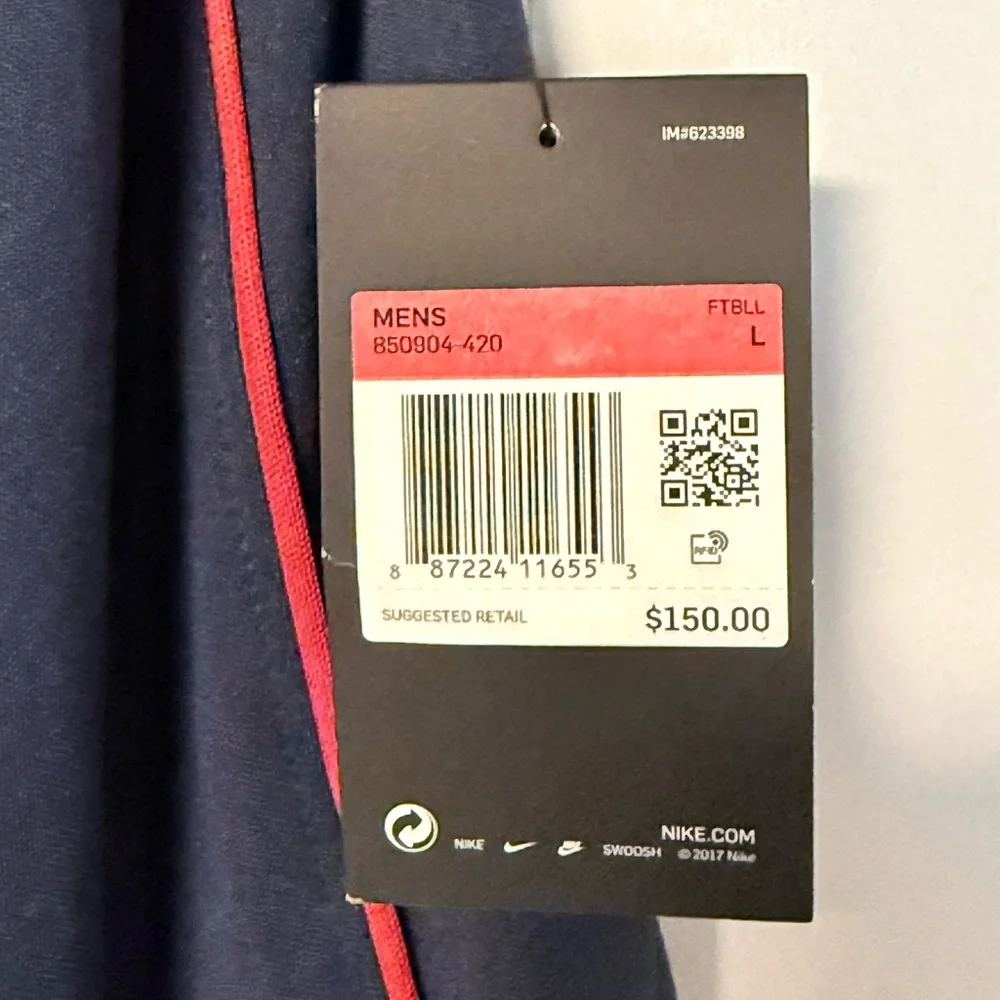 IM#623398
MENS FTBLL
850904-420 L
8 87224 11655 3
RFID
SUGGESTED RETAIL $150.00
NIKE.COM
NIKE SWOOSH © 2017 Nike